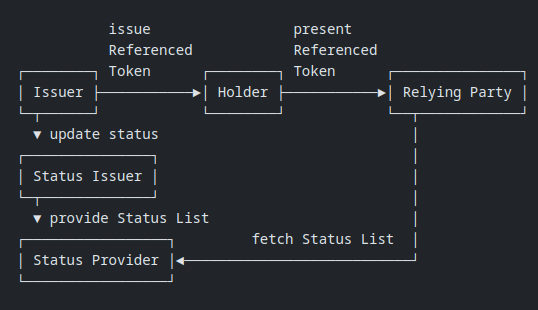 issue present
Referenced Referenced
Token Token
Issuer Holder Relying Party
▼ update status
Status Issuer
▼ provide Status List
fetch Status List
Status Provider